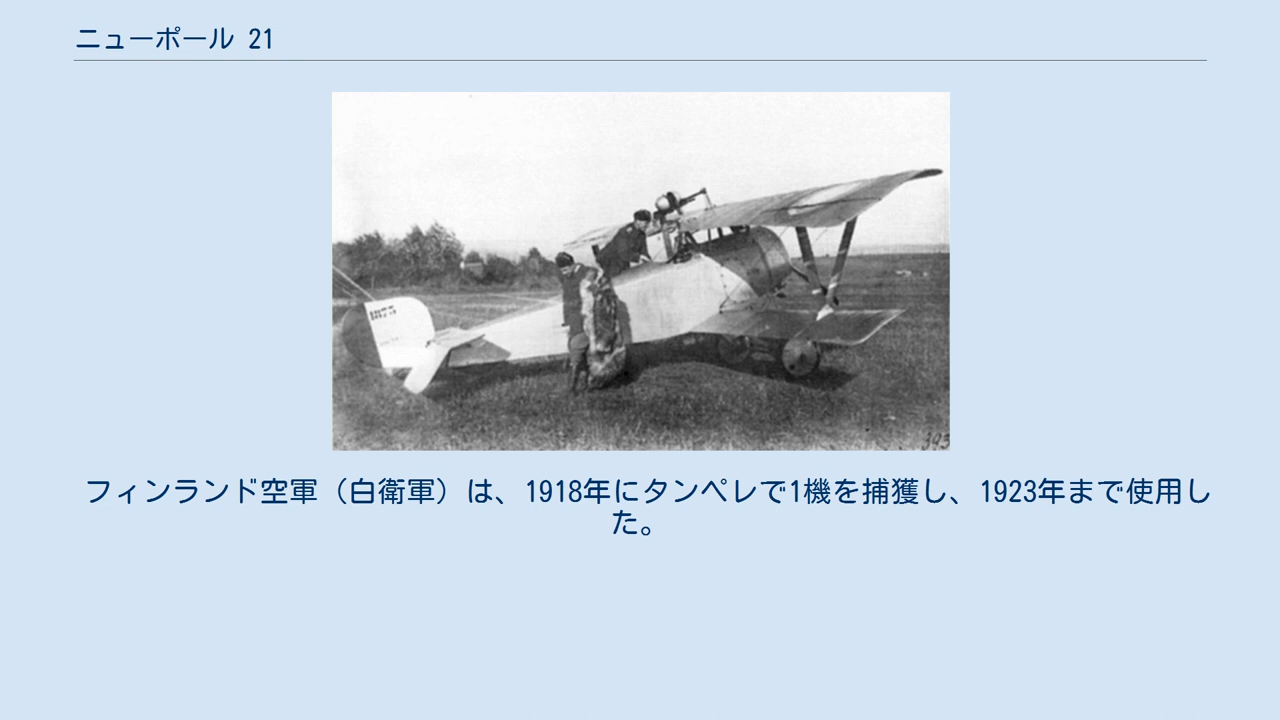 ニューポール 21
フィンランド空軍（白衛軍）は、1918年にタンペレで1機を捕獲し、1923年まで使用し
た。
393